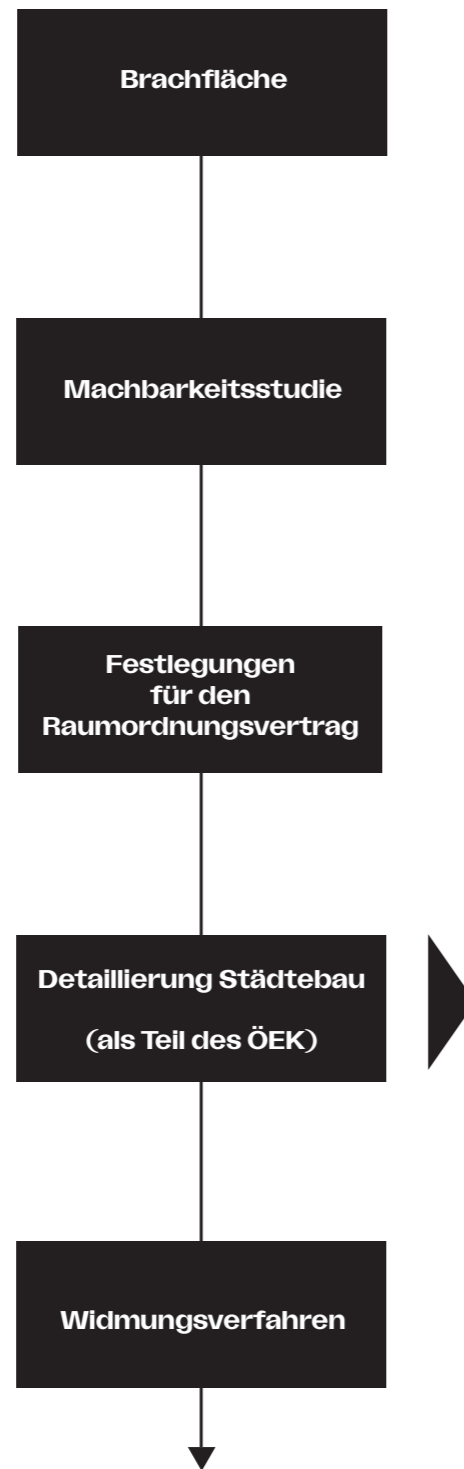 Brachfläche
Machbarkeitsstudie
Festlegungen
für den
Raumordnungsvertrag
Detaillierung Städtebau
(als Teil des ÖEK)
Widmungsverfahren